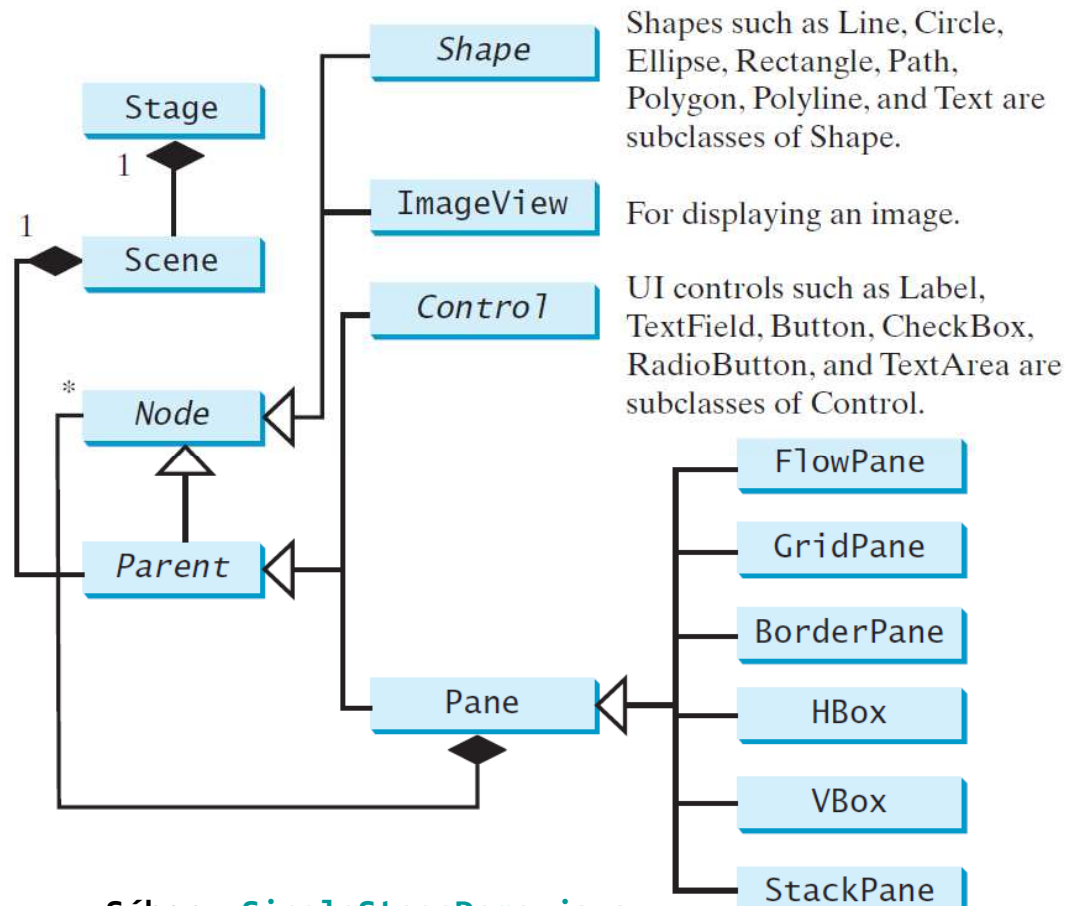 Shape
Shapes such as Line, Circle,
Ellipse, Rectangle, Path,
Polygon, Polyline, and Text are
subclasses of Shape.
Stage
1
ImageView
For displaying an image.
1
Scene
Control
UI controls such as Label,
TextField, Button, CheckBox,
RadioButton, and TextArea are
subclasses of Control.
*
Node
Parent
FlowPane
GridPane
BorderPane
Pane
HBox
VBox
StackPane